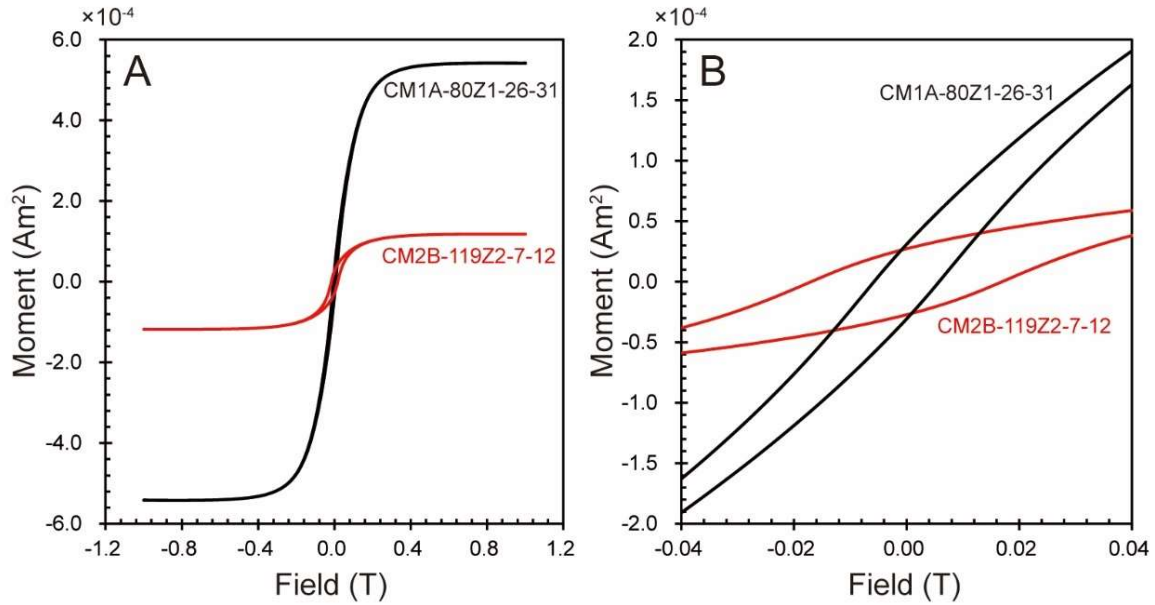 ×10⁻⁴
A
6.0
4.0
2.0
0.0
-2.0
-4.0
-6.0
Moment (Am²)
CM1A-80Z1-26-31
CM2B-119Z2-7-12
-1.2 -0.8 -0.4 0.0 0.4 0.8 1.2
Field (T)
×10⁻⁴
B
2.0
1.5
1.0
0.5
0.0
-0.5
-1.0
-1.5
-2.0
Moment (Am²)
CM1A-80Z1-26-31
CM2B-119Z2-7-12
-0.04 -0.02 0.00 0.02 0.04
Field (T)